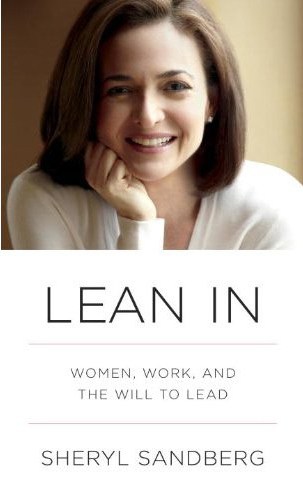 LEAN IN
WOMEN, WORK, AND
THE WILL TO LEAD
SHERYL SANDBERG